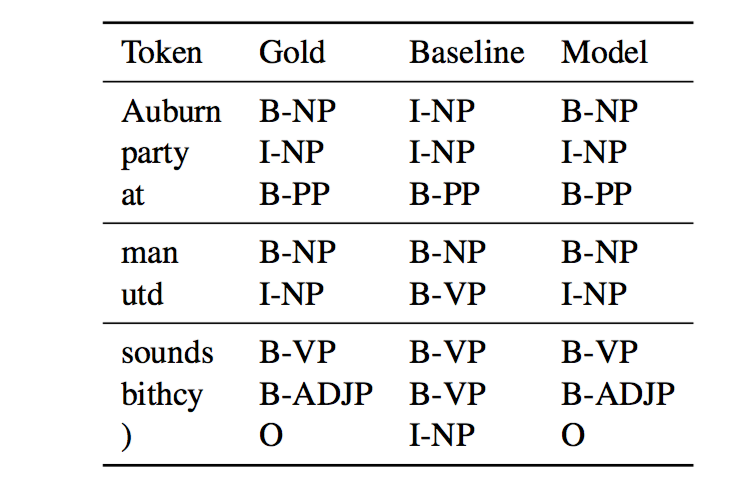 Token Gold Baseline Model
Auburn B-NP I-NP B-NP
party I-NP I-NP I-NP
at B-PP B-PP B-PP
man B-NP B-NP B-NP
utd I-NP B-VP I-NP
sounds B-VP B-VP B-VP
bithcy B-ADJP B-VP B-ADJP
) O I-NP O